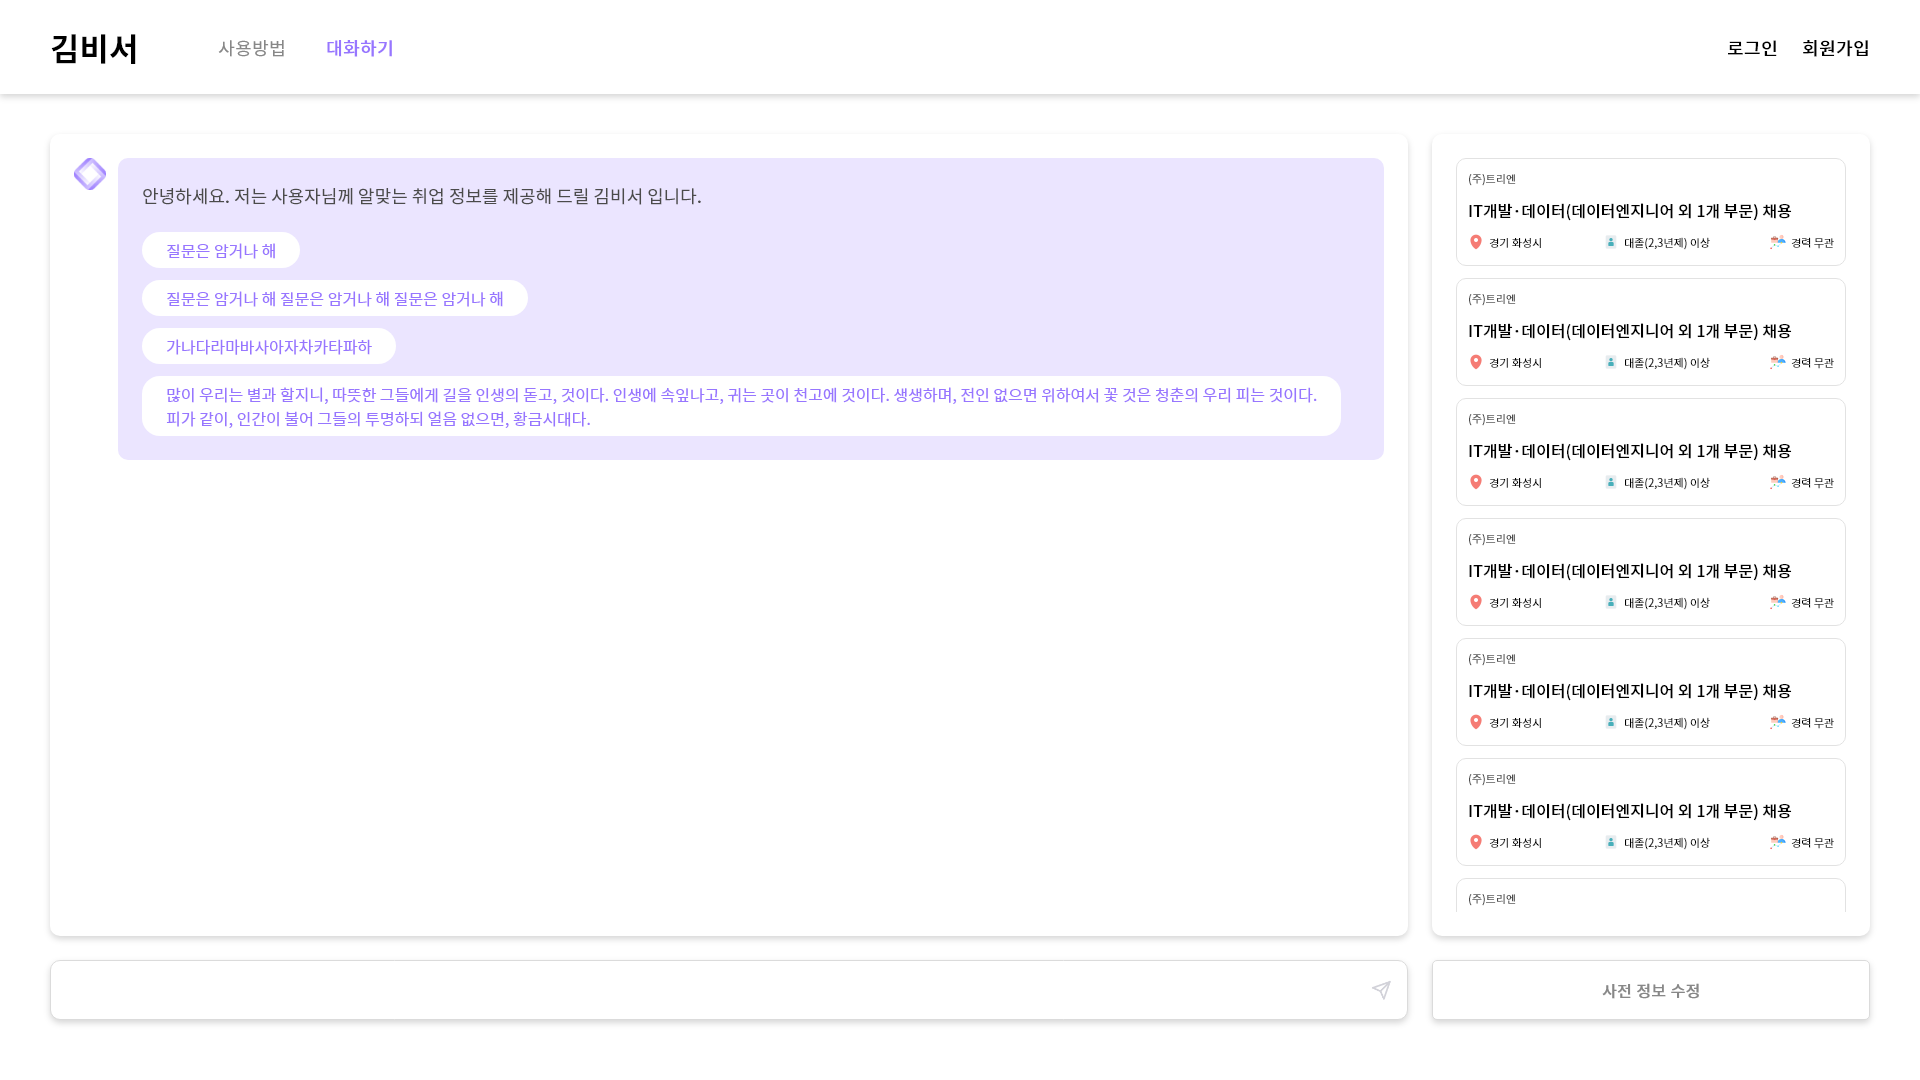 김비서
사용방법
대화하기
로그인
회원가입
안녕하세요. 저는 사용자님께 알맞는 취업 정보를 제공해 드릴 김비서 입니다.
질문은 암거나 해
질문은 암거나 해 질문은 암거나 해 질문은 암거나 해
가나다라마바사아자차카타파하
많이 우리는 별과 할지니, 따뜻한 그들에게 길을 인생의 돋고, 것이다. 인생에 속잎나고, 귀는 곳이 천고에 것이다. 생생하며, 전인 없으면 위하여서 꽃 것은 청춘의 우리 피는 것이다.
피가 같이, 인간이 불어 그들의 투명하되 얼음 없으면, 황금시대다.
(주)트리엔
IT개발·데이터(데이터엔지니어 외 1개 부문) 채용
경기 화성시
대졸(2,3년제) 이상
경력 무관
(주)트리엔
IT개발·데이터(데이터엔지니어 외 1개 부문) 채용
경기 화성시
대졸(2,3년제) 이상
경력 무관
(주)트리엔
IT개발·데이터(데이터엔지니어 외 1개 부문) 채용
경기 화성시
대졸(2,3년제) 이상
경력 무관
(주)트리엔
IT개발·데이터(데이터엔지니어 외 1개 부문) 채용
경기 화성시
대졸(2,3년제) 이상
경력 무관
(주)트리엔
IT개발·데이터(데이터엔지니어 외 1개 부문) 채용
경기 화성시
대졸(2,3년제) 이상
경력 무관
(주)트리엔
IT개발·데이터(데이터엔지니어 외 1개 부문) 채용
경기 화성시
대졸(2,3년제) 이상
경력 무관
(주)트리엔
사전 정보 수정